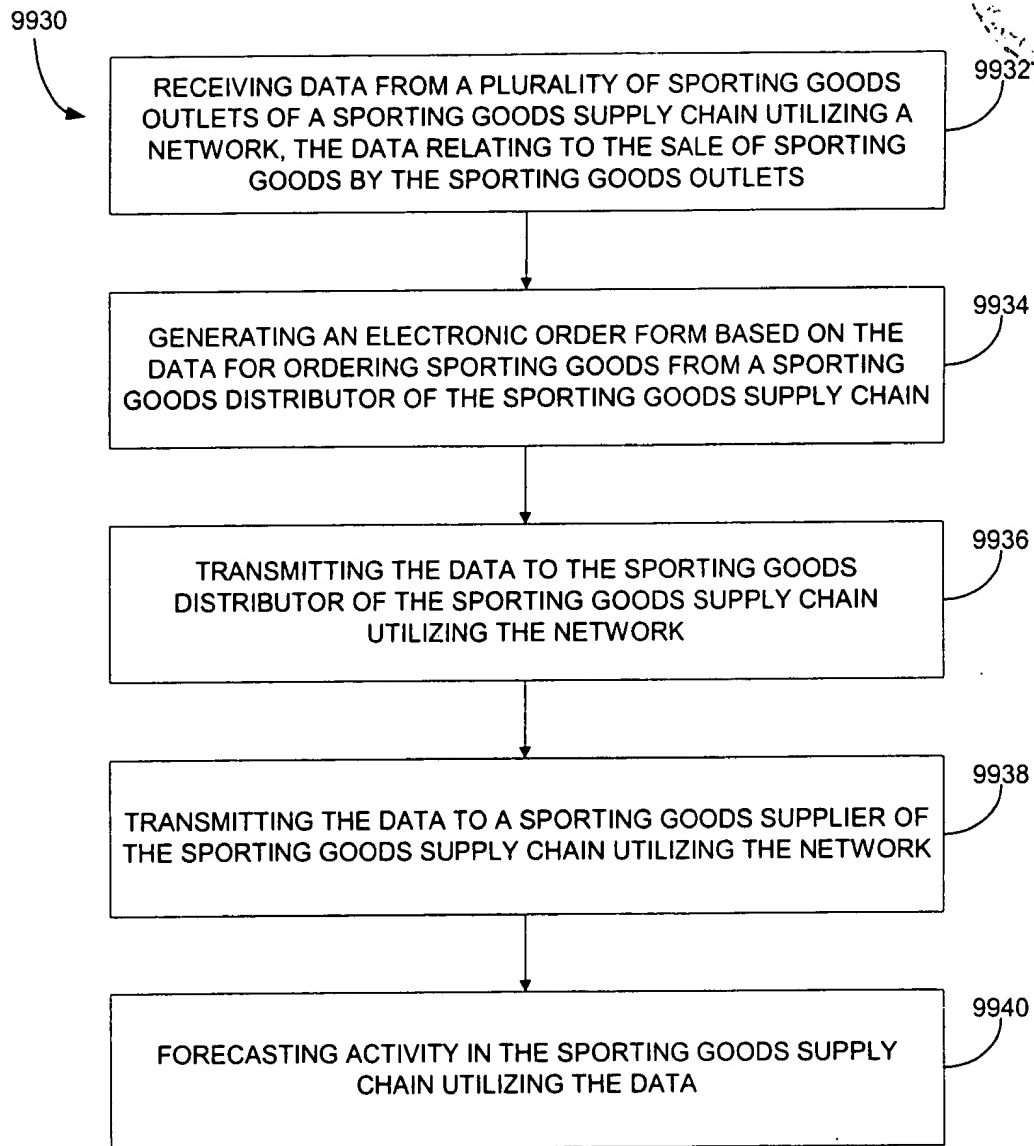 9930
9932
RECEIVING DATA FROM A PLURALITY OF SPORTING GOODS
OUTLETS OF A SPORTING GOODS SUPPLY CHAIN UTILIZING A
NETWORK, THE DATA RELATING TO THE SALE OF SPORTING
GOODS BY THE SPORTING GOODS OUTLETS
9934
GENERATING AN ELECTRONIC ORDER FORM BASED ON THE
DATA FOR ORDERING SPORTING GOODS FROM A SPORTING
GOODS DISTRIBUTOR OF THE SPORTING GOODS SUPPLY CHAIN
9936
TRANSMITTING THE DATA TO THE SPORTING GOODS
DISTRIBUTOR OF THE SPORTING GOODS SUPPLY CHAIN
UTILIZING THE NETWORK
9938
TRANSMITTING THE DATA TO A SPORTING GOODS SUPPLIER OF
THE SPORTING GOODS SUPPLY CHAIN UTILIZING THE NETWORK
9940
FORECASTING ACTIVITY IN THE SPORTING GOODS SUPPLY
CHAIN UTILIZING THE DATA